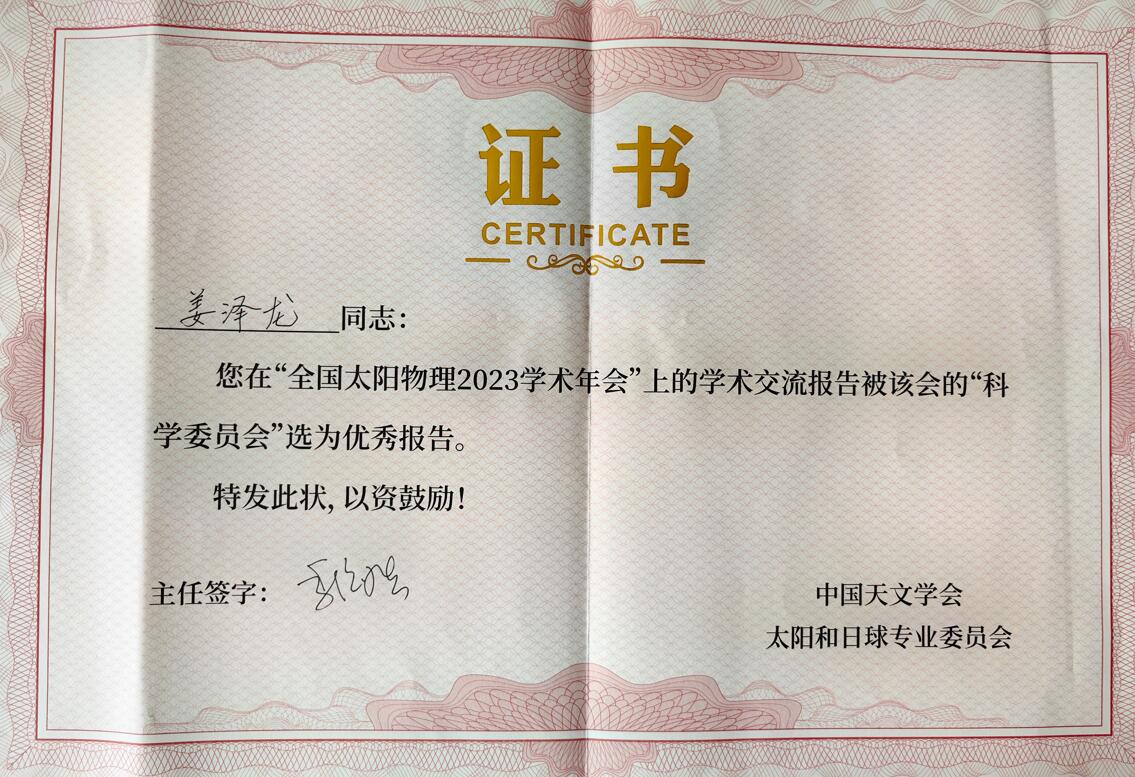 证书
CERTIFICATE
姜泽龙 同志：
您在“全国太阳物理2023学术年会”上的学术交流报告被该会的“科
学委员会”选为优秀报告。
特发此状, 以资鼓励！
主任签字：
中国天文学会
太阳和日球专业委员会